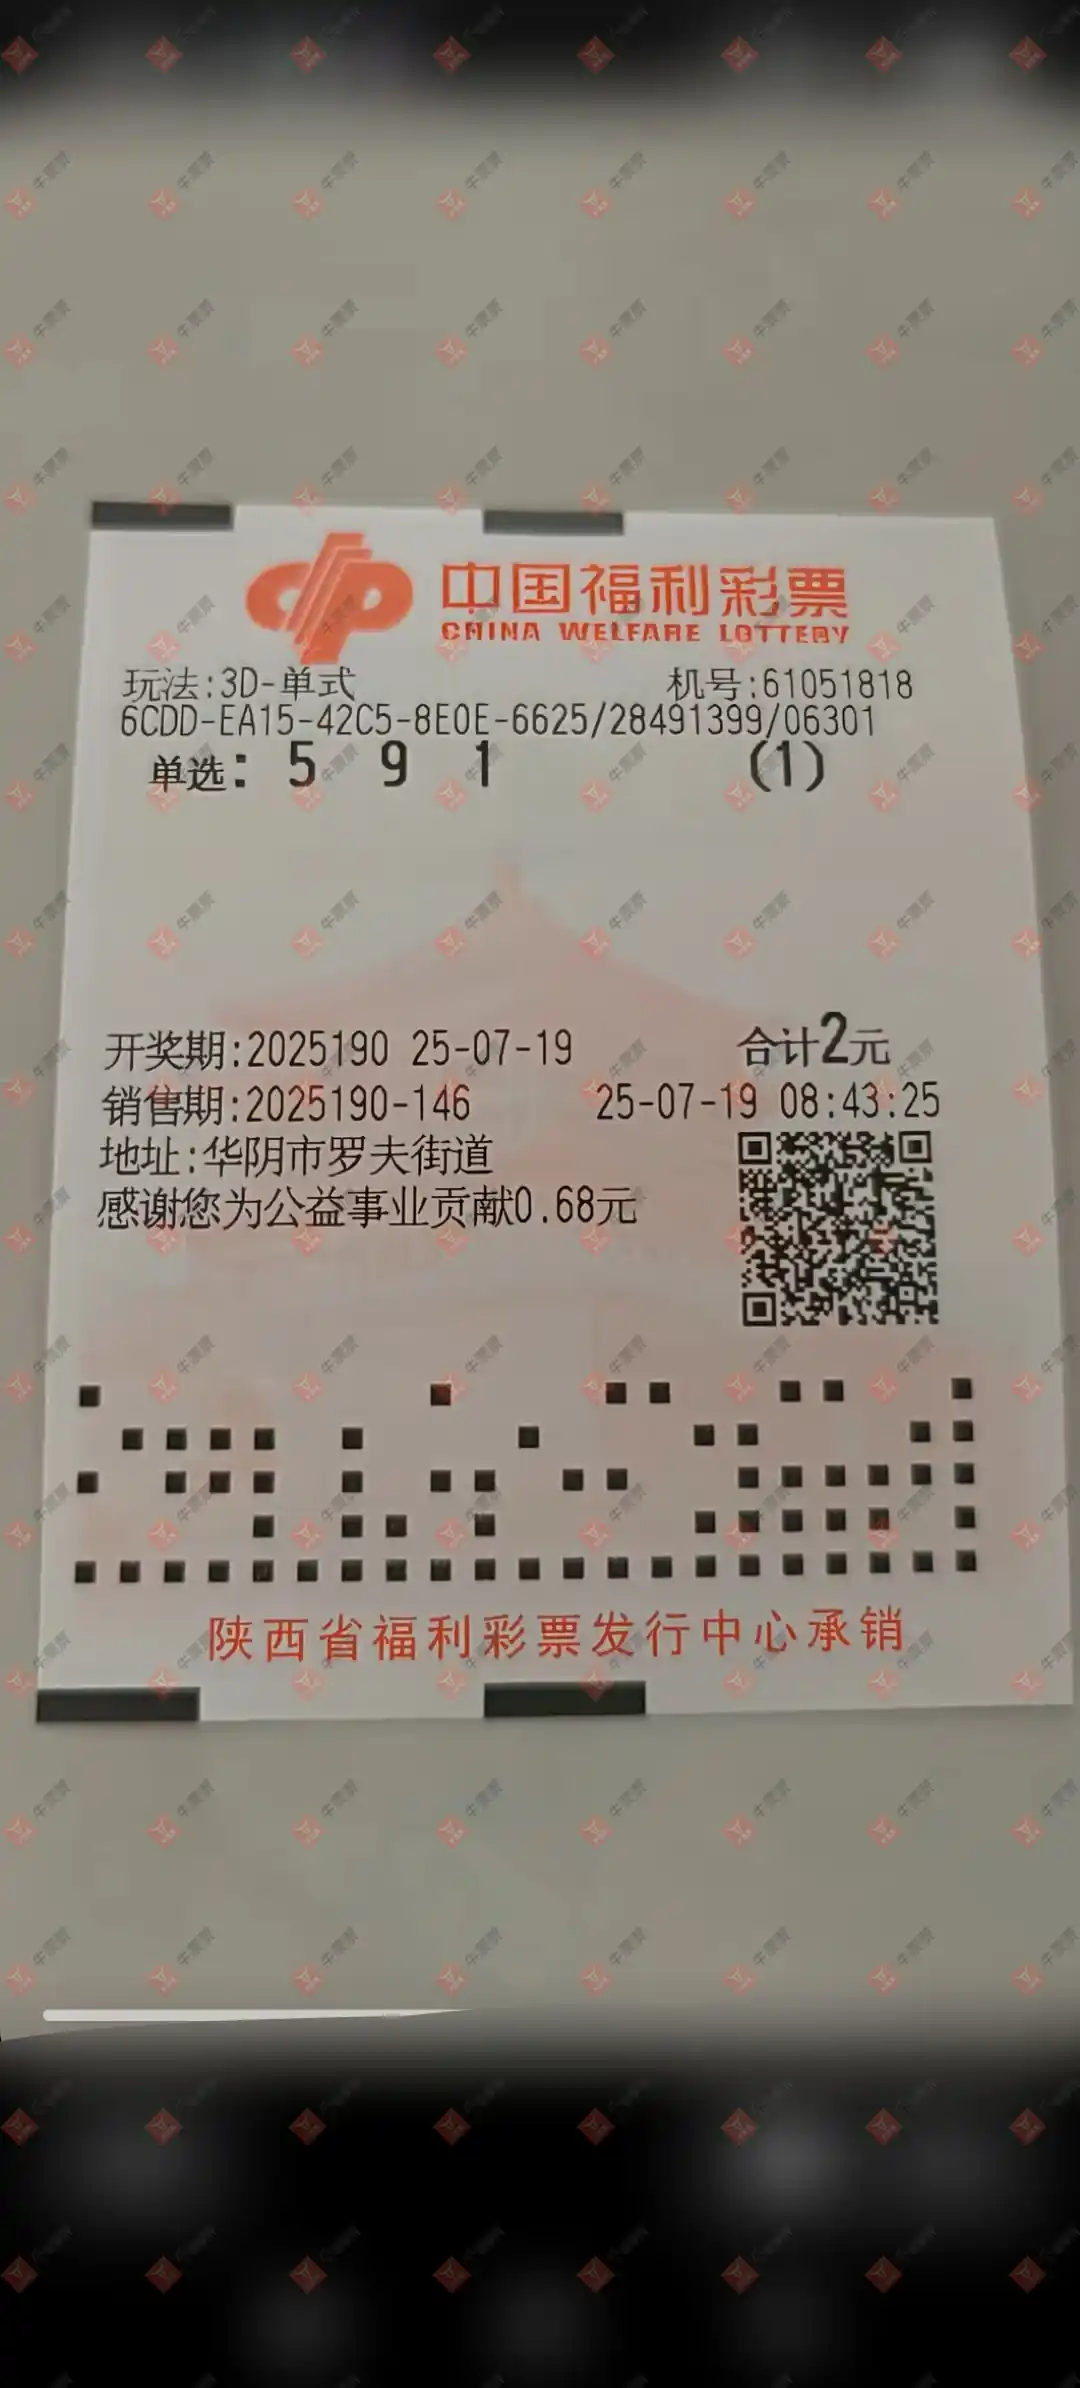 中国福利彩票
CHINA WELFARE LOTTERY
玩法:3D-单式 机号:61051818
6CDD-EA15-42C5-8E0E-6625/28491399/06301
单选: 5 9 1 (1)
开奖期:2025190 25-07-19 合计2元
销售期:2025190-146 25-07-19 08:43:25
地址:华阴市罗夫街道
感谢您为公益事业贡献0.68元
陕西省福利彩票发行中心承销